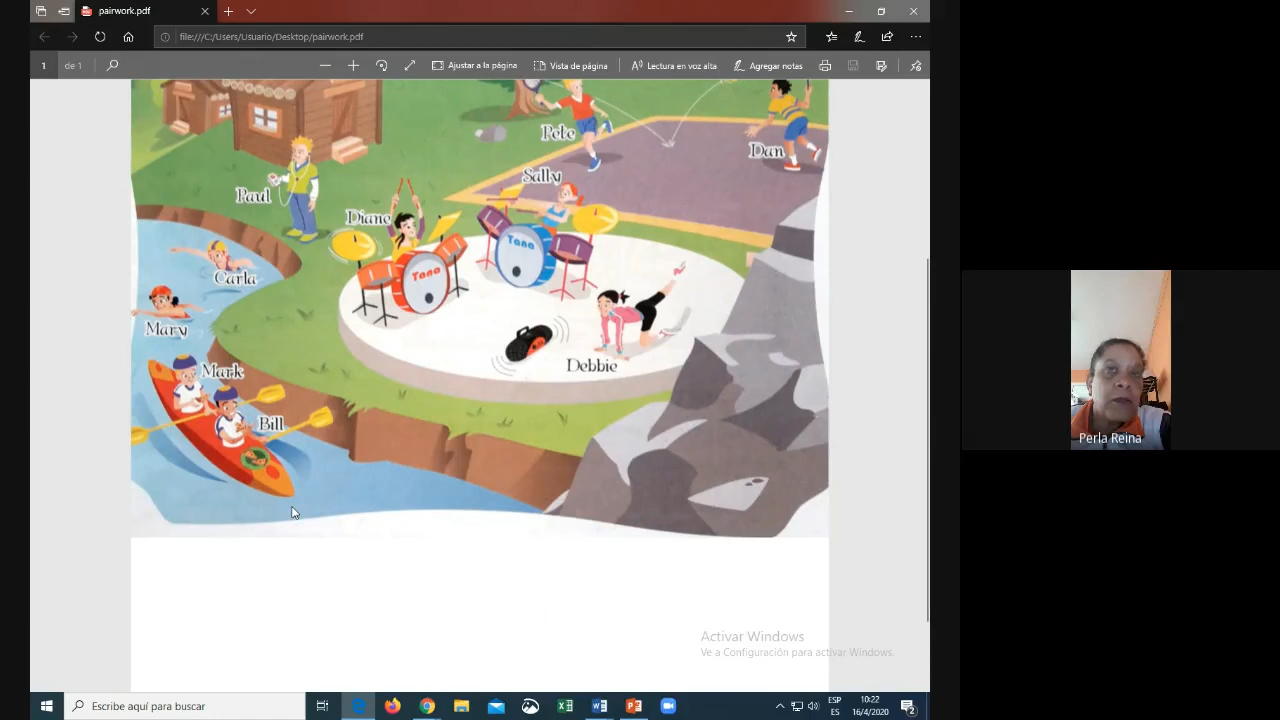 pairwork.pdf
file:///C:/Users/Usuario/Desktop/pairwork.pdf
1 de 1
Ajustar a la página
Vista de página
Lectura en voz alta
Agregar notas
Pete
Dan
Sally
Paul
Diane
Tana
Tana
Carla
Mary
Debbie
Mark
Bill
Perla Reina
Activar Windows
Ve a Configuración para activar Windows.
Escribe aquí para buscar
ESP
10:22
ES
16/4/2020
2